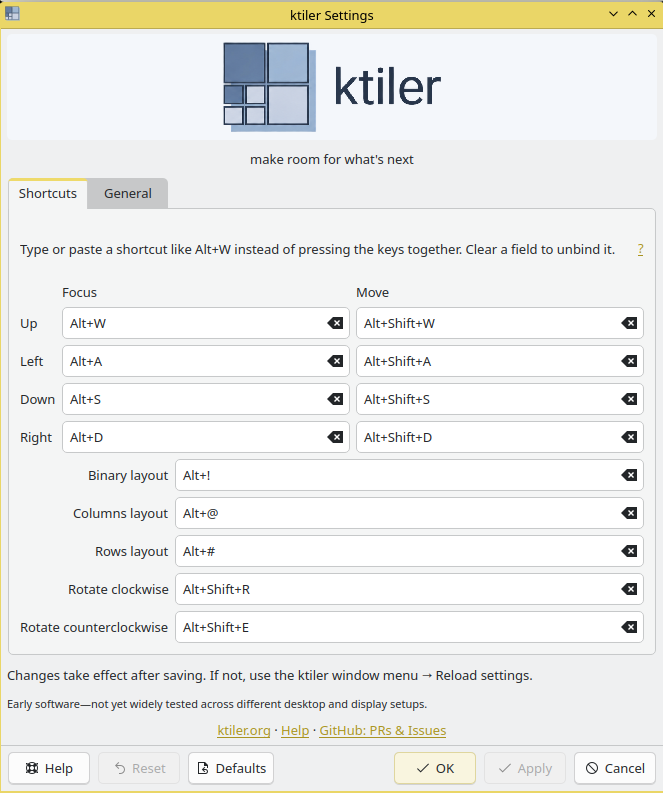 ktiler Settings
ktiler
make room for what's next
Shortcuts General
Type or paste a shortcut like Alt+W instead of pressing the keys together. Clear a field to unbind it. ?
Focus Move
Up Alt+W Alt+Shift+W
Left Alt+A Alt+Shift+A
Down Alt+S Alt+Shift+S
Right Alt+D Alt+Shift+D
Binary layout Alt+!
Columns layout Alt+@
Rows layout Alt+#
Rotate clockwise Alt+Shift+R
Rotate counterclockwise Alt+Shift+E
Changes take effect after saving. If not, use the ktiler window menu → Reload settings.
Early software—not yet widely tested across different desktop and display setups.
ktiler.org · Help · GitHub: PRs & Issues
Help Reset Defaults OK Apply Cancel